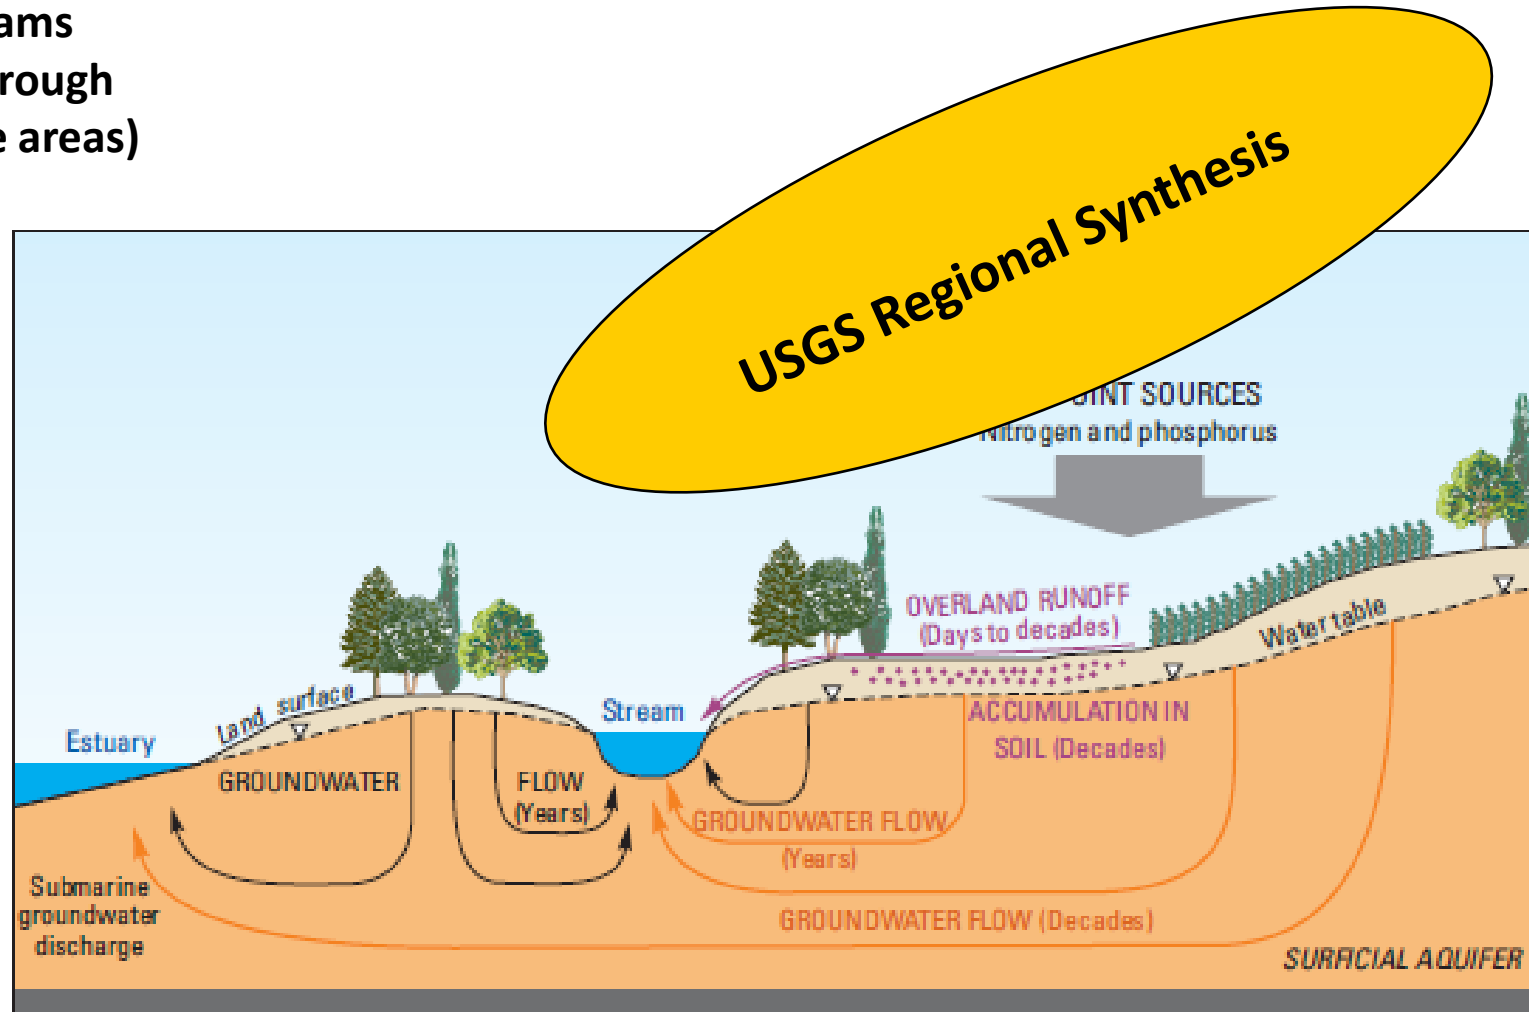 ams
rough
e areas)
USGS Regional Synthesis
OINT SOURCES
Nitrogen and phosphorus
OVERLAND RUNOFF
(Days to decades)
Water table
Land surface
Stream
ACCUMULATION IN
SOIL (Decades)
Estuary
GROUNDWATER
FLOW
(Years)
GROUNDWATER FLOW
(Years)
Submarine
groundwater
discharge
GROUNDWATER FLOW (Decades)
SURFICIAL AQUIFER